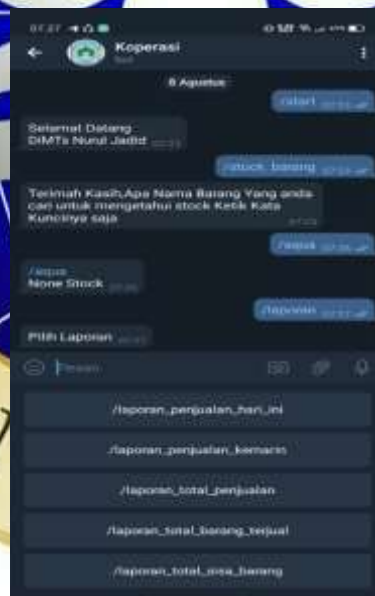 07.27
Koperasi
8 Agustus
/start
Selamat Datang
DiMTs Nurul Jadid
/stock_barang
Terimah Kasih,Apa Nama Barang Yang anda
cari untuk mengetahui stock Ketik Kata
Kuncinya saja
/aqua
/aqua
None Stock
/laporan
Pilih Laporan
Pesan
/laporan_penjualan_hari_ini
/laporan_penjualan_kemarin
/laporan_total_penjualan
/laporan_total_barang_terjual
/laporan_total_sisa_barang